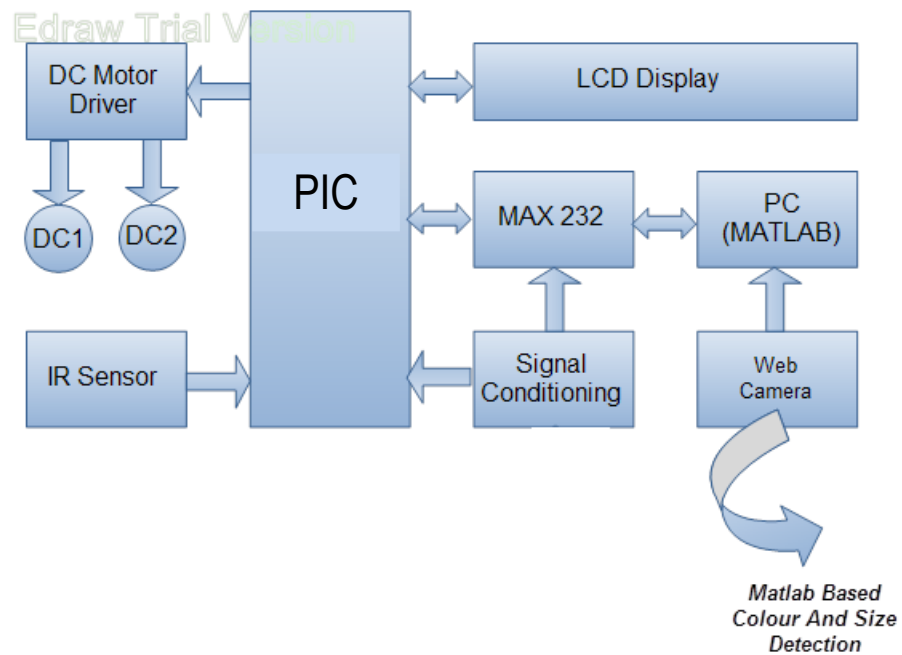 Edraw Trial Version
DC Motor
Driver
LCD Display
PIC
DC1
DC2
MAX 232
PC
(MATLAB)
IR Sensor
Signal
Conditioning
Web
Camera
Matlab Based
Colour And Size
Detection